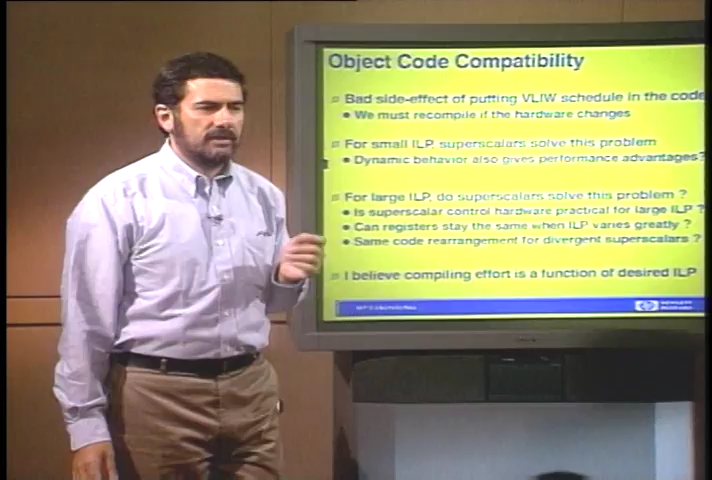 Object Code Compatibility
Bad side-effect of putting VLIW schedule in the code
We must recompile if the hardware changes
For small ILP, superscalars solve this problem
Dynamic behavior also gives performance advantages?
For large ILP, do superscalars solve this problem ?
Is superscalar control hardware practical for large ILP ?
Can registers stay the same when ILP varies greatly ?
Same code rearrangement for divergent superscalars ?
I believe compiling effort is a function of desired ILP
hp HEWLETT
PACKARD